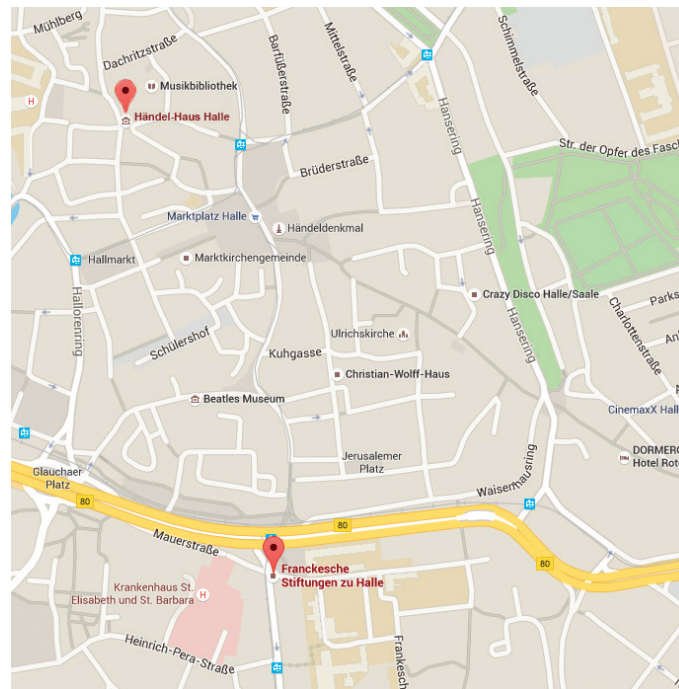 Mühlberg
Dachritzstraße
Barfüßerstraße
Mittelstraße
Schimmelstraße
Musikbibliothek
H
Händel-Haus Halle
Hansering
Str. der Opfer des Fasch
Brüderstraße
Marktplatz Halle
Händeldenkmal
Hansering
Hallmarkt
Marktkirchengemeinde
Crazy Disco Halle/Saale
Parks
Hallorenring
Hansering
Charlottenstraße
Schülershof
Ulrichskirche
Kuhgasse
Christian-Wolff-Haus
Beatles Museum
CinemaxX Hall
Jerusalemer
Platz
DORMERO
Hotel Rote
Glauchaer
Platz
Waisenhausring
80
80
80
Mauerstraße
Franckesche
Stiftungen zu Halle
Krankenhaus St.
Elisabeth und St. Barbara
H
Heinrich-Pera-Straße
Franckesch